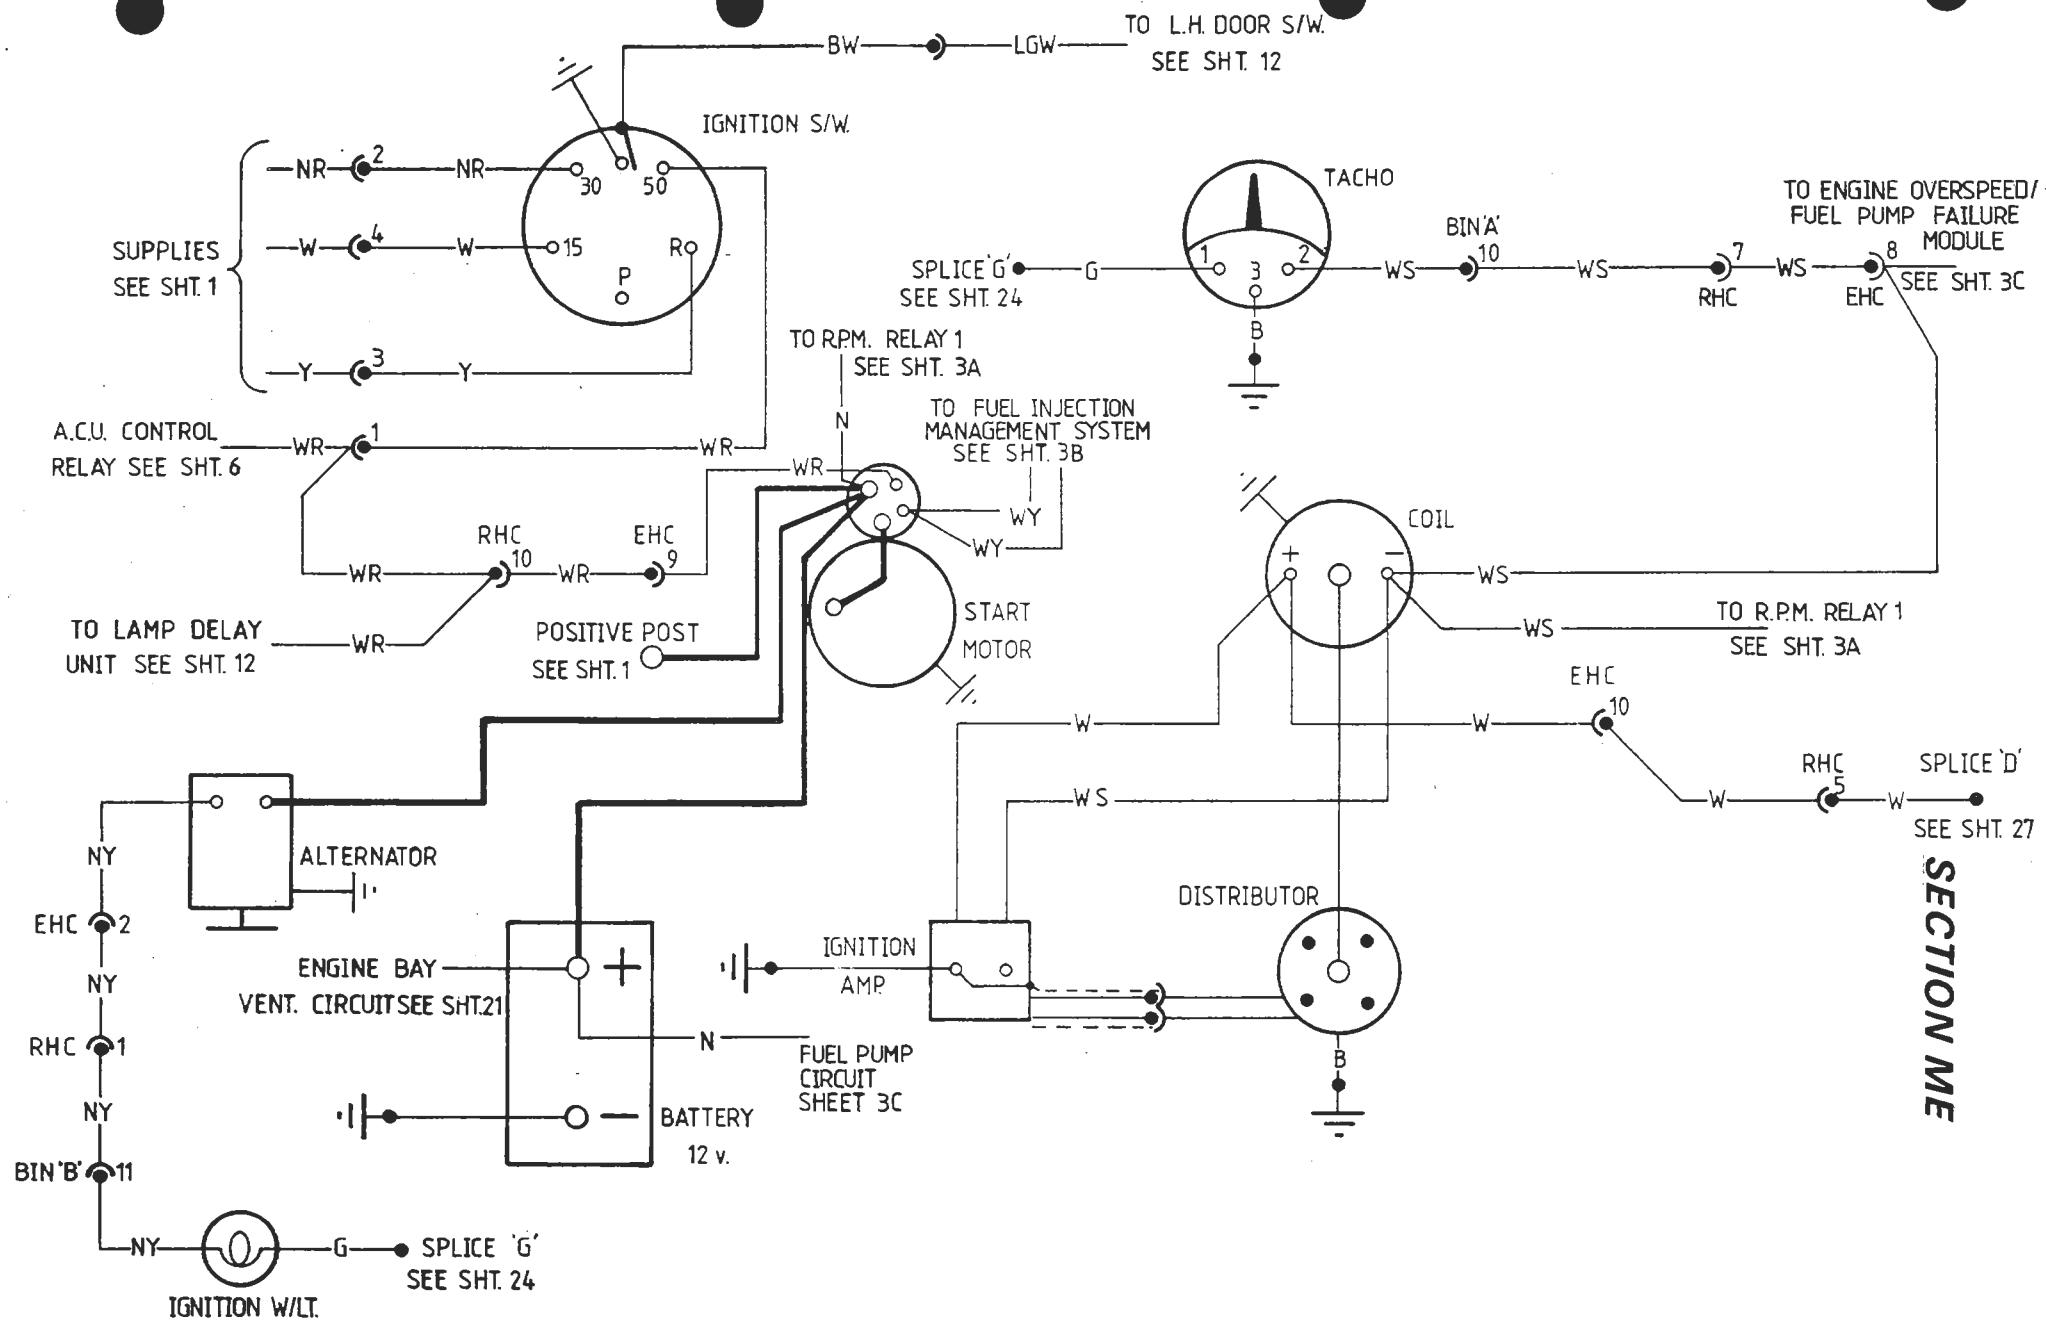 TO L.H. DOOR S/W.
SEE SHT. 12
BW
LGW
IGNITION S/W.
NR
2
NR
30
50
W
4
W
15
R
P
SUPPLIES
SEE SHT. 1
Y
3
Y
A.C.U. CONTROL
RELAY SEE SHT. 6
WR
1
WR
TO R.P.M. RELAY 1
SEE SHT. 3A
N
TO FUEL INJECTION
MANAGEMENT SYSTEM
SEE SHT. 3B
WR
WY
WY
RHC
10
EHC
9
WR
WR
TO LAMP DELAY
UNIT SEE SHT. 12
WR
POSITIVE POST
SEE SHT. 1
START
MOTOR
TACHO
1
2
3
SPLICE 'G'
SEE SHT. 24
G
B
WS
BIN 'A'
10
WS
7
RHC
WS
8
EHC
TO ENGINE OVERSPEED/
FUEL PUMP FAILURE
MODULE
SEE SHT. 3C
COIL
+
−
WS
WS
TO R.P.M. RELAY 1
SEE SHT. 3A
W
W
EHC
10
WS
W
RHC
5
W
SPLICE 'D'
SEE SHT. 27
SECTION ME
ALTERNATOR
NY
EHC
2
NY
RHC
1
NY
BIN 'B'
11
NY
IGNITION W/LT.
G
SPLICE 'G'
SEE SHT. 24
ENGINE BAY
VENT. CIRCUIT SEE SHT. 21
+
N
FUEL PUMP
CIRCUIT
SHEET 3C
−
BATTERY
12 v.
IGNITION
AMP.
DISTRIBUTOR
B